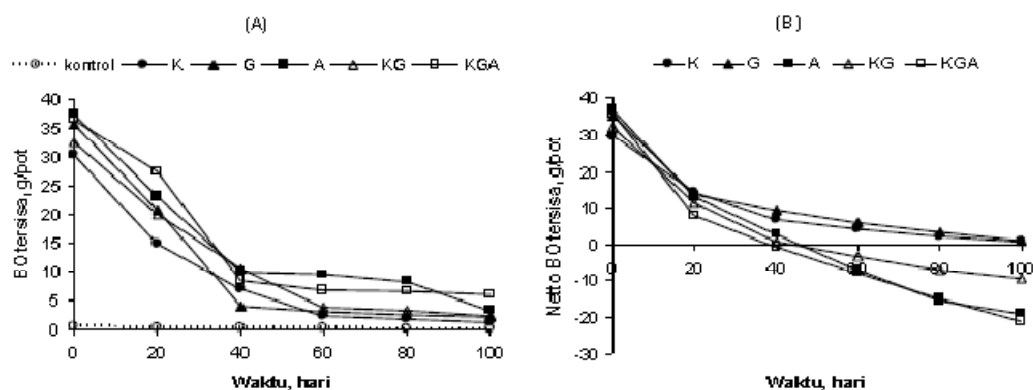 (A)
kontrol K G A KG KGA
40
35
30
25
20
15
10
5
0
BO tersisa, g/pot
0 20 40 60 80 100
Waktu, hari
(B)
K G A KG KGA
40
30
20
10
0
-10
-20
-30
Netto BO tersisa, g/pot
0 20 40 60 80 100
Waktu, hari